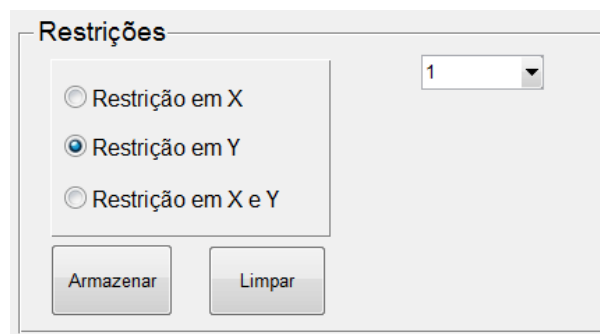 Restrições
1
Restrição em X
Restrição em Y
Restrição em X e Y
Armazenar
Limpar